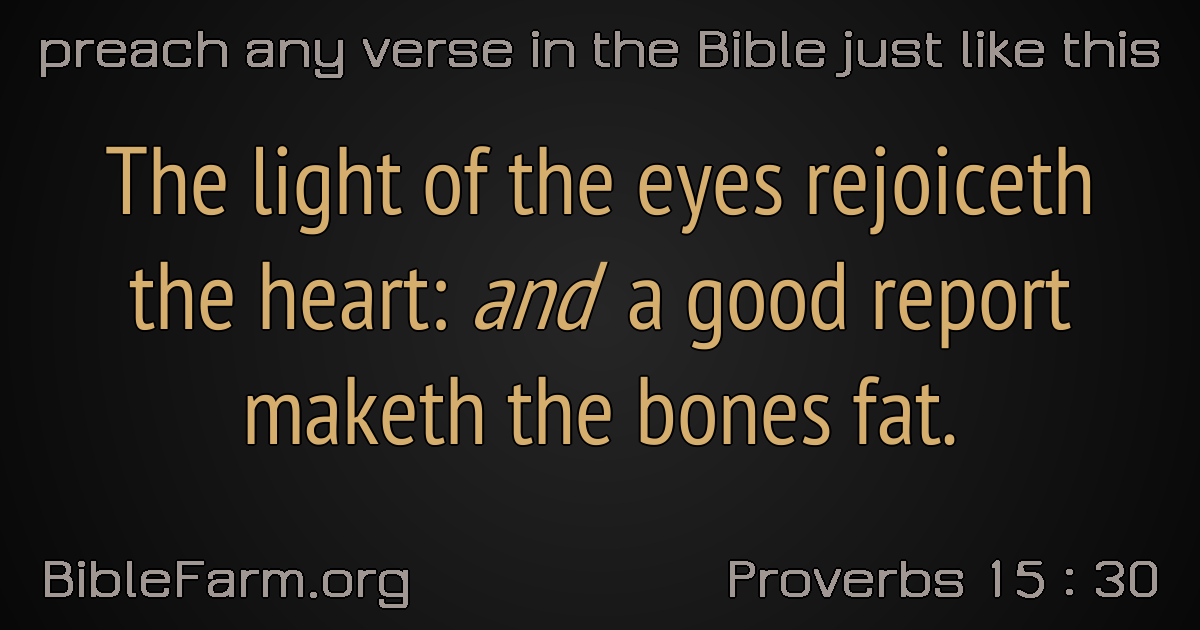 preach any verse in the Bible just like this
The light of the eyes rejoiceth
the heart: and a good report
maketh the bones fat.
BibleFarm.org
Proverbs 15 : 30